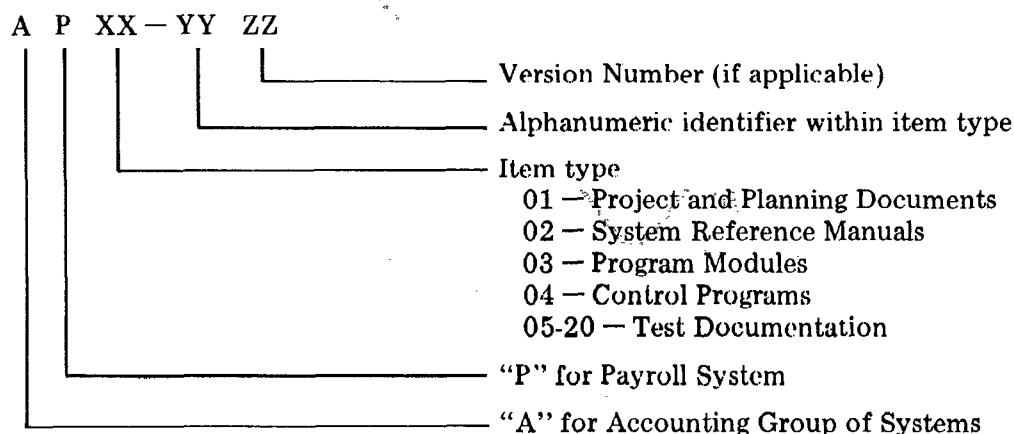 A P XX — YY ZZ
Version Number (if applicable)
Alphanumeric identifier within item type
Item type
01 — Project and Planning Documents
02 — System Reference Manuals
03 — Program Modules
04 — Control Programs
05-20 — Test Documentation
“P” for Payroll System
“A” for Accounting Group of Systems